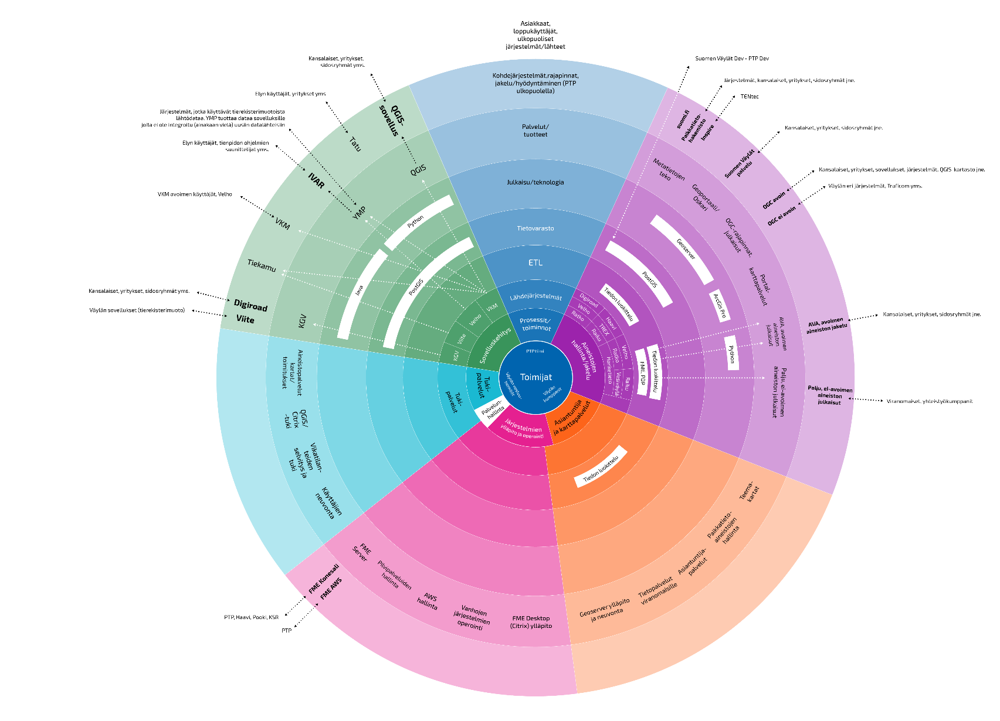 Asiakkaat,
loppukäyttäjät,
ulkopuoliset
järjestelmät/lähteet
Kohdejärjestelmät,rajapinnat,
jakelu/hyödyntäminen (PTP
ulkopuolella)
Palvelut/
tuotteet
Julkaisu/teknologia
Tietovarasto
ETL
Lähdejärjestelmät
Prosessit/
toiminnot
PTP tiimi
Toimijat
Väylän vastuu-
henkilöt
Väylän
kumppanit
Suomen Väylät Dev - PTP Dev
Järjestelmät, kansalaiset, yritykset, sidosryhmät jne.
TENtec
Kansalaiset, yritykset, sidosryhmät jne.
Kansalaiset, yritykset, sovellukset, järjestelmät, QGIS kartasto jne.
Väylän eri järjestelmät, Traficom yms.
Kansalaiset, yritykset, sidosryhmät jne.
Viranomaiset, yhteistyökumppanit
suomi.fi
Paikkatieto-
hakemisto
Inspire
Suomen Väylät
palvelu
OGC avoin
OGC ei avoin
AVA, avoimen
aineiston jakelu
Palju, ei-avoimen
aineiston
julkaisut
Metatietojen
teko
Geoportaali/
Oskari
OGC-rajapinnat,
julkaisut
Portal-
karttapalvelut
AVA, avoimen
aineiston
julkaisut
Palju, ei-avoimen
aineiston julkaisut
Geoserver
ArcGis Pro
Python
PostGIS
Tiedon luokittelu
Tiedon luokittelu
FME, PDP
Digiroad
Velho
Ratko
Haavi
TREX
Raiku
Velho
Ratko
Hanketieto
Raiku
Vesiväylä
Aineistojen
hallinta/jakelu
Asiantuntija
ja karttapalvelut
Tiedon luokittelu
Teema-
kartat
Paikkatieto-
aineistojen
hallinta
Asiantuntija-
palvelut
Tietopalvelut
viranomaisille
Geoserver ylläpito
ja neuvonta
Järjestelmien
ylläpito ja operointi
FME Desktop
(Citrix) ylläpito
Vanhojen
järjestelmien
operointi
AWS
hallinta
Pilvipalveluiden
hallinta
FME
Server
FME Konesali
FME AWS
PTP, Haavi, Pooki, KSR
PTP
Palvelun-
hallinta
Tuki-
palvelut
Tuki-
palvelut
Aineistopalvelut
kartat/
toimitukset
QGIS/
Citrix
-tuki
Vikatilan-
teiden
selvitys ja
tuki
Käyttäjien
neuvonta
Sovelluskehitys
KGV
Viite
Velho
VKM
PostGIS
Java
Python
KGV
YMP
QGIS
Viite
Digiroad
Tiekamu
VKM
IVAR
Tatu
QGIS-
sovellus
Kansalaiset, yritykset,
sidosryhmät yms.
Elyn käyttäjät, yritykset yms
Järjestelmät, jotka käyttävät tierekisterimuotoista
lähtödataa. YMP tuottaa dataa sovelluksille
joita ei ole integroitu (ainakaan vielä) uusiin datalähteisiin
Elyn käyttäjät, tienpidon ohjelmien
suunittelijat yms.
VKM avoimen käyttäjät, Velho
Kansalaiset, yritykset, sidosryhmät yms.
Väylän sovellukset (tierekisterimuoto)